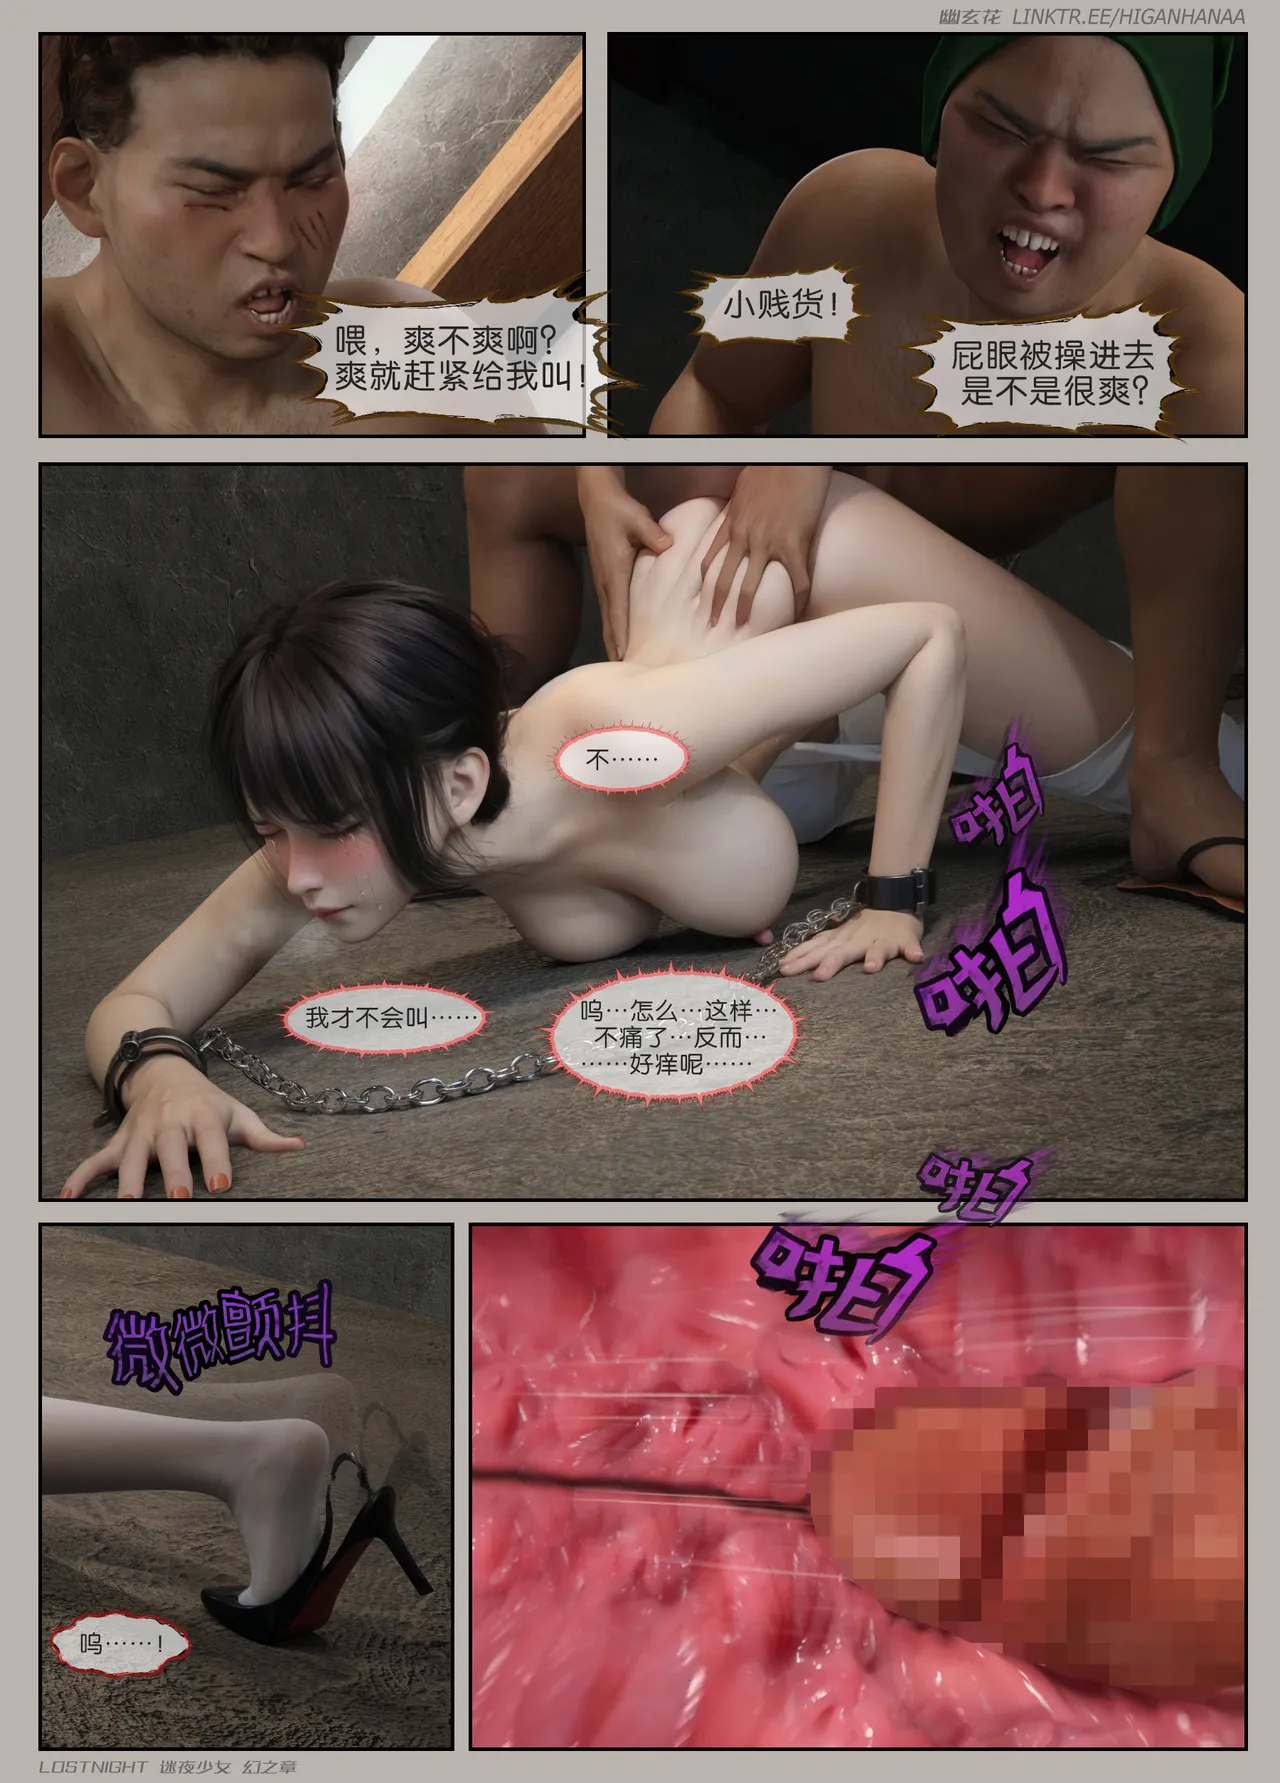 幽玄花 LINKTR.EE/HIGANHANAA
喂，爽不爽啊？
爽就赶紧给我叫！
小贱货！
屁眼被操进去
是不是很爽？
不……
我才不会叫……
呜…怎么…这样…
不痛了…反而…
……好痒呢……
啪
啪
啪
啪
微微颤抖
呜……！
LOSTNIGHT 迷夜少女 幻之章